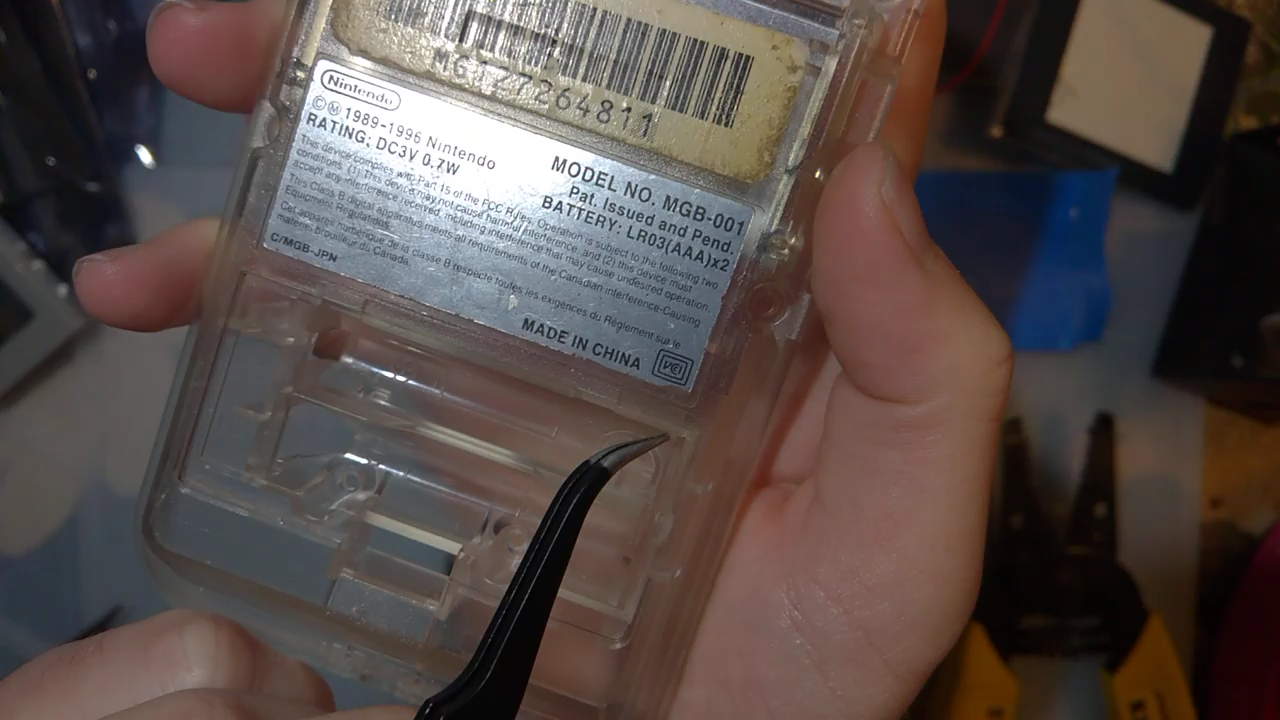 MG127264811
Nintendo
©Ⓜ 1989-1996 Nintendo
RATING: DC3V 0.7W
MODEL NO. MGB-001
Pat. Issued and Pend.
BATTERY: LR03(AAA)x2
This device complies with Part 15 of the FCC Rules. Operation is subject to the following two
conditions. (1) This device may not cause harmful interference, and (2) this device must
accept any interference received, including interference that may cause undesired operation.
This Class B digital apparatus meets all requirements of the Canadian Interference-Causing
Equipment Regulations.
Cet appareil numérique de la classe B respecte toutes les exigences du Règlement sur le
matériel brouilleur du Canada.
C/MGB-JPN
MADE IN CHINA
VCI